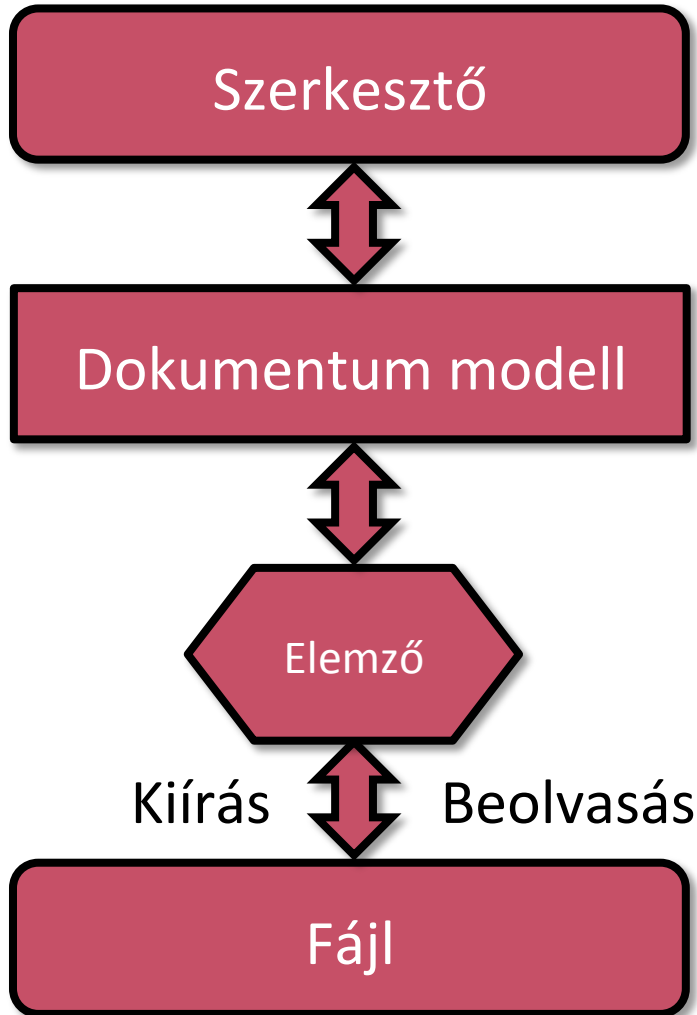 Szerkesztő
Dokumentum modell
Elemző
Kiírás
Beolvasás
Fájl